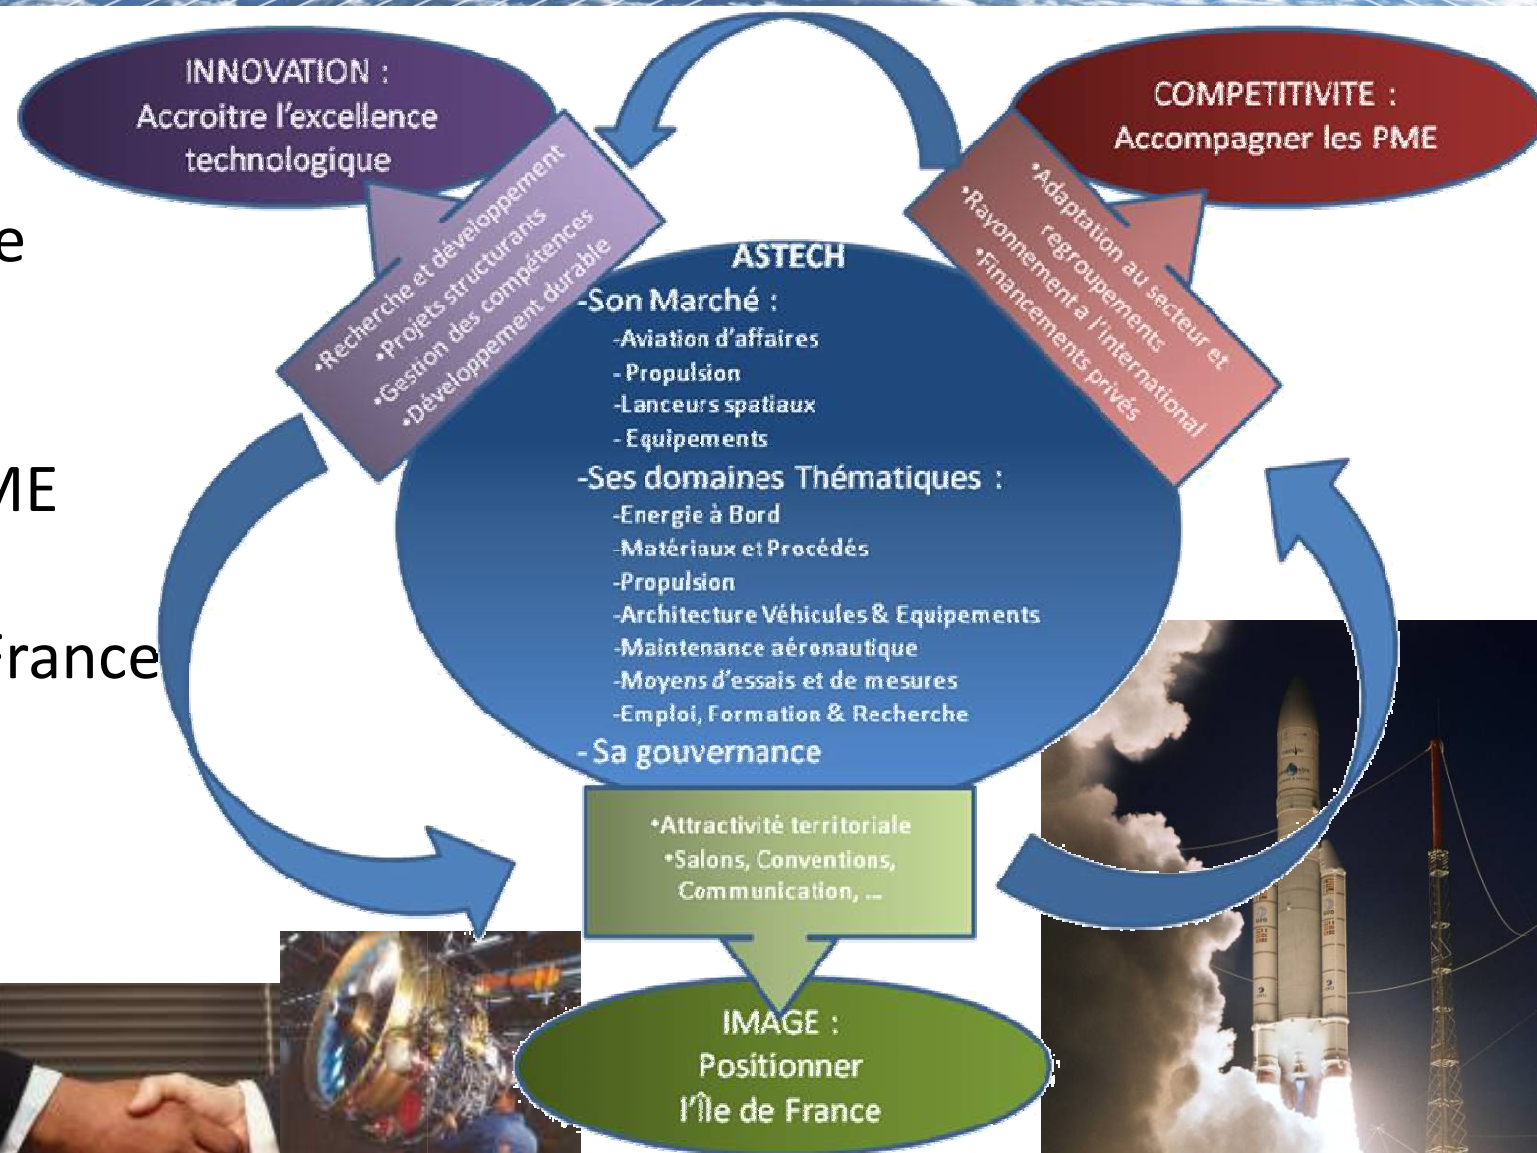 INNOVATION :
Accroitre l'excellence
technologique
COMPETITIVITE :
Accompagner les PME
•Recherche et développement
•Projets structurants
•Gestion des compétences
•Développement durable
•Adaptation au secteur et
regroupements
•Rayonnement a l'international
•Financements privés
e
ME
France
ASTECH
-Son Marché :
-Aviation d'affaires
- Propulsion
-Lanceurs spatiaux
- Equipements
-Ses domaines Thématiques :
-Energie à Bord
-Matériaux et Procédés
-Propulsion
-Architecture Véhicules & Equipements
-Maintenance aéronautique
-Moyens d'essais et de mesures
-Emploi, Formation & Recherche
- Sa gouvernance
•Attractivité territoriale
•Salons, Conventions,
Communication, ...
IMAGE :
Positionner
l'Île de France